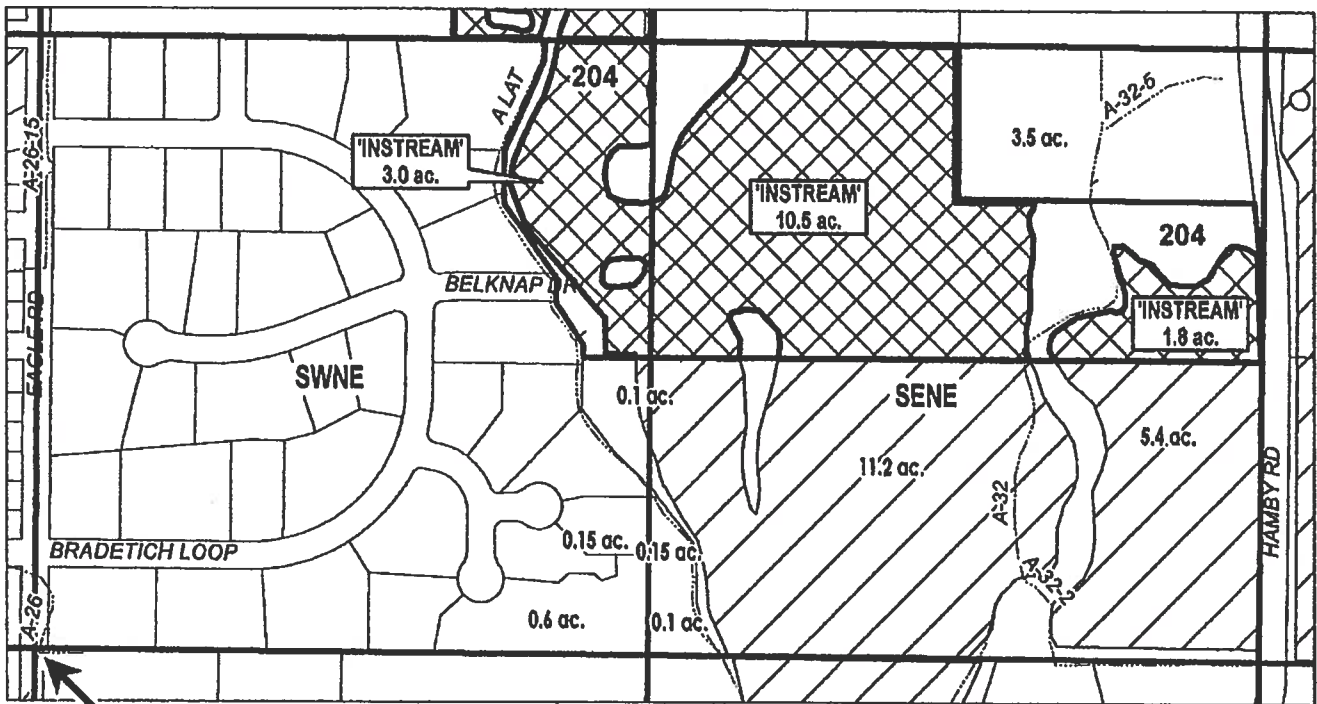 204
A LAT
A-32-5
'INSTREAM'
3.0 ac.
3.5 ac.
A-26-15
'INSTREAM'
10.5 ac.
204
BELKNAP DR
'INSTREAM'
1.8 ac.
EAGLE RD
SWNE
0.1 ac.
SENE
5.4 ac.
11.2 ac.
A-32
HAMBY RD
BRADETICH LOOP
0.15 ac.
0.15 ac.
A-32-2
A-26
0.6 ac.
0.1 ac.